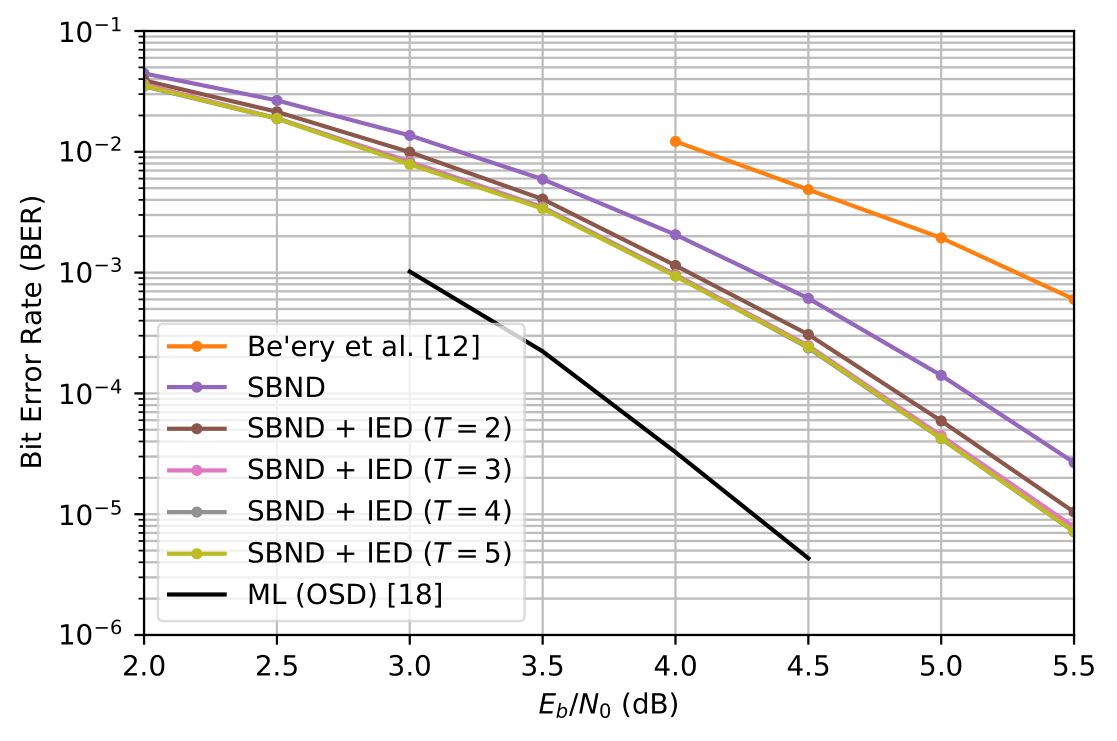 10⁻¹
10⁻²
10⁻³
10⁻⁴
10⁻⁵
10⁻⁶
Bit Error Rate (BER)
Be'ery et al. [12]
SBND
SBND + IED (T = 2)
SBND + IED (T = 3)
SBND + IED (T = 4)
SBND + IED (T = 5)
ML (OSD) [18]
2.0 2.5 3.0 3.5 4.0 4.5 5.0 5.5
E_b/N_0 (dB)